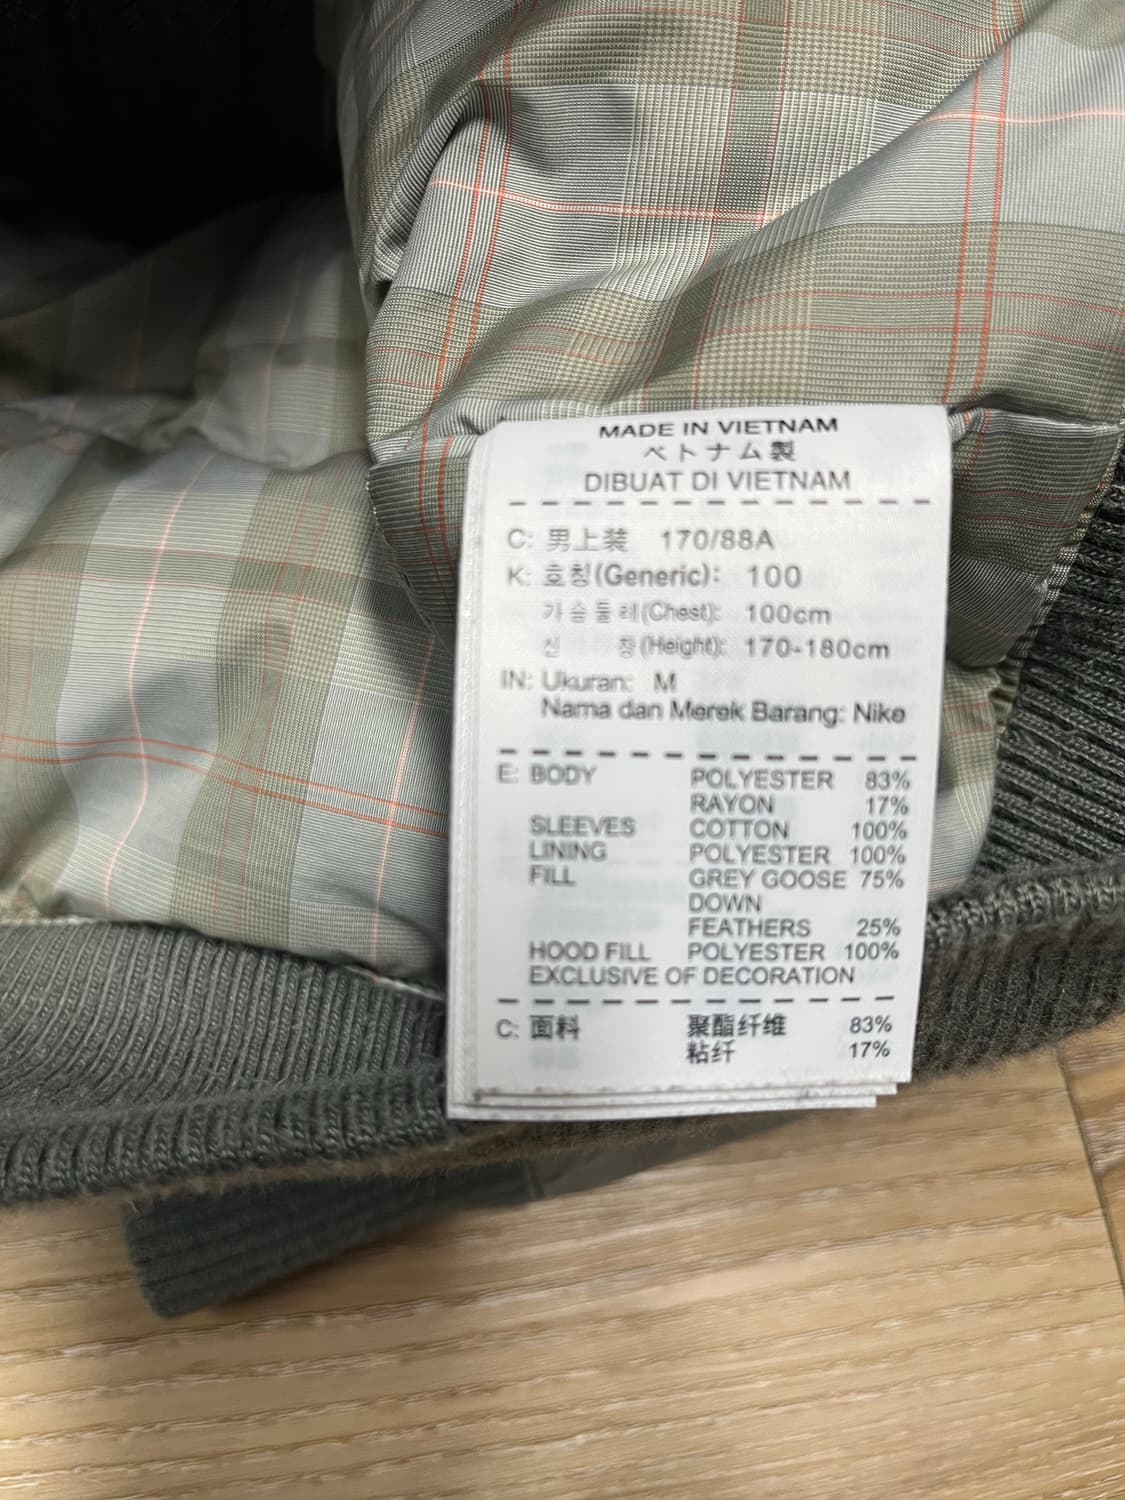 MADE IN VIETNAM
ベトナム製
DIBUAT DI VIETNAM
C: 男上装 170/88A
K: 호칭(Generic): 100
가슴둘레(Chest): 100cm
신 장(Height): 170-180cm
IN: Ukuran: M
Nama dan Merek Barang: Nike
E: BODY POLYESTER 83%
RAYON 17%
SLEEVES COTTON 100%
LINING POLYESTER 100%
FILL GREY GOOSE 75%
DOWN
FEATHERS 25%
HOOD FILL POLYESTER 100%
EXCLUSIVE OF DECORATION
C: 面料 聚酯纤维 83%
粘纤 17%